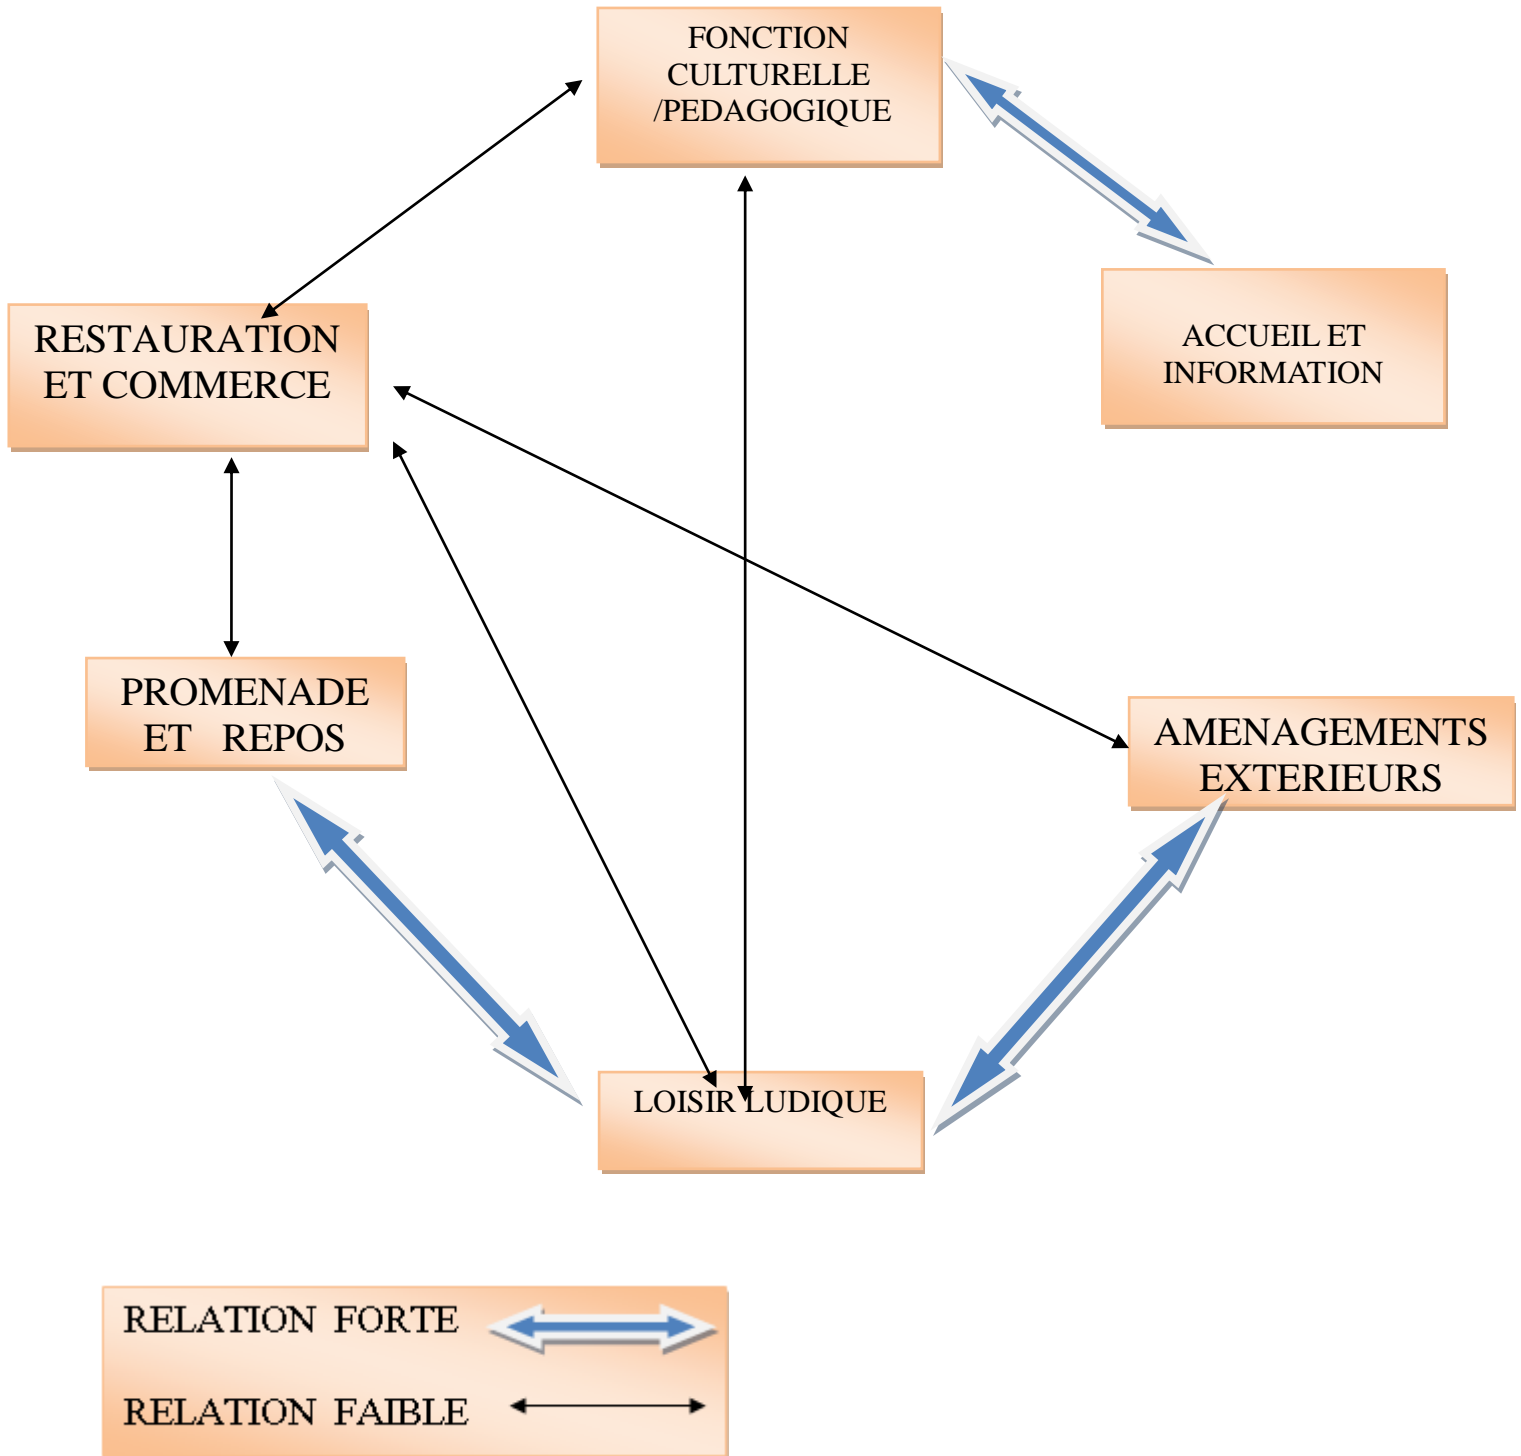 FONCTION
CULTURELLE
/PEDAGOGIQUE
ACCUEIL ET
INFORMATION
RESTAURATION
ET COMMERCE
PROMENADE
ET REPOS
AMENAGEMENTS
EXTERIEURS
LOISIR LUDIQUE
RELATION FORTE
RELATION FAIBLE